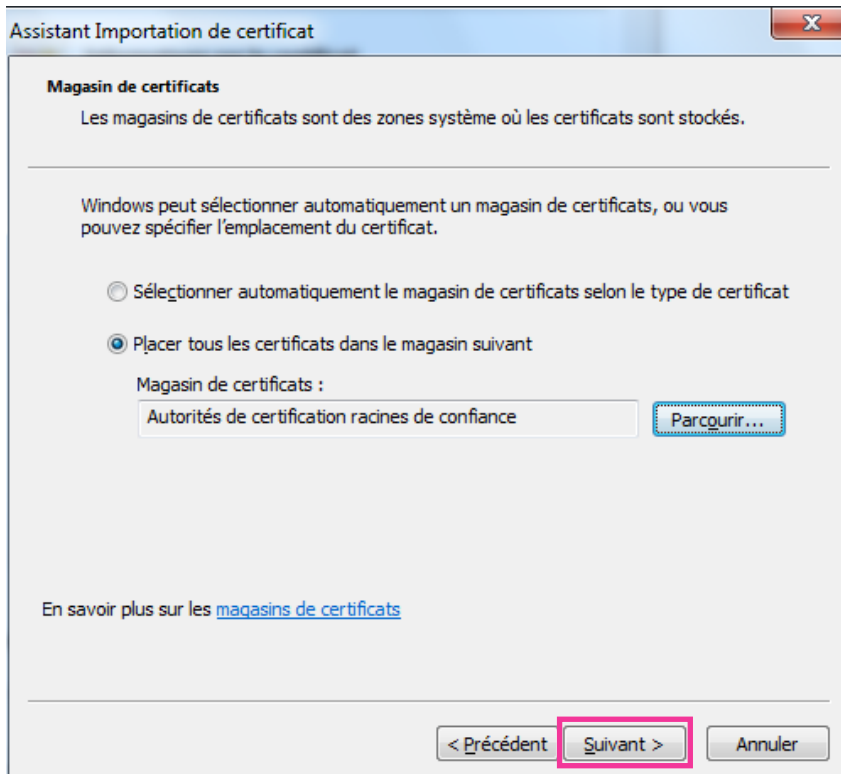 Assistant Importation de certificat
Magasin de certificats
Les magasins de certificats sont des zones système où les certificats sont stockés.
Windows peut sélectionner automatiquement un magasin de certificats, ou vous
pouvez spécifier l'emplacement du certificat.
Sélectionner automatiquement le magasin de certificats selon le type de certificat
Placer tous les certificats dans le magasin suivant
Magasin de certificats :
Autorités de certification racines de confiance
Parcourir...
En savoir plus sur les magasins de certificats
< Précédent Suivant > Annuler